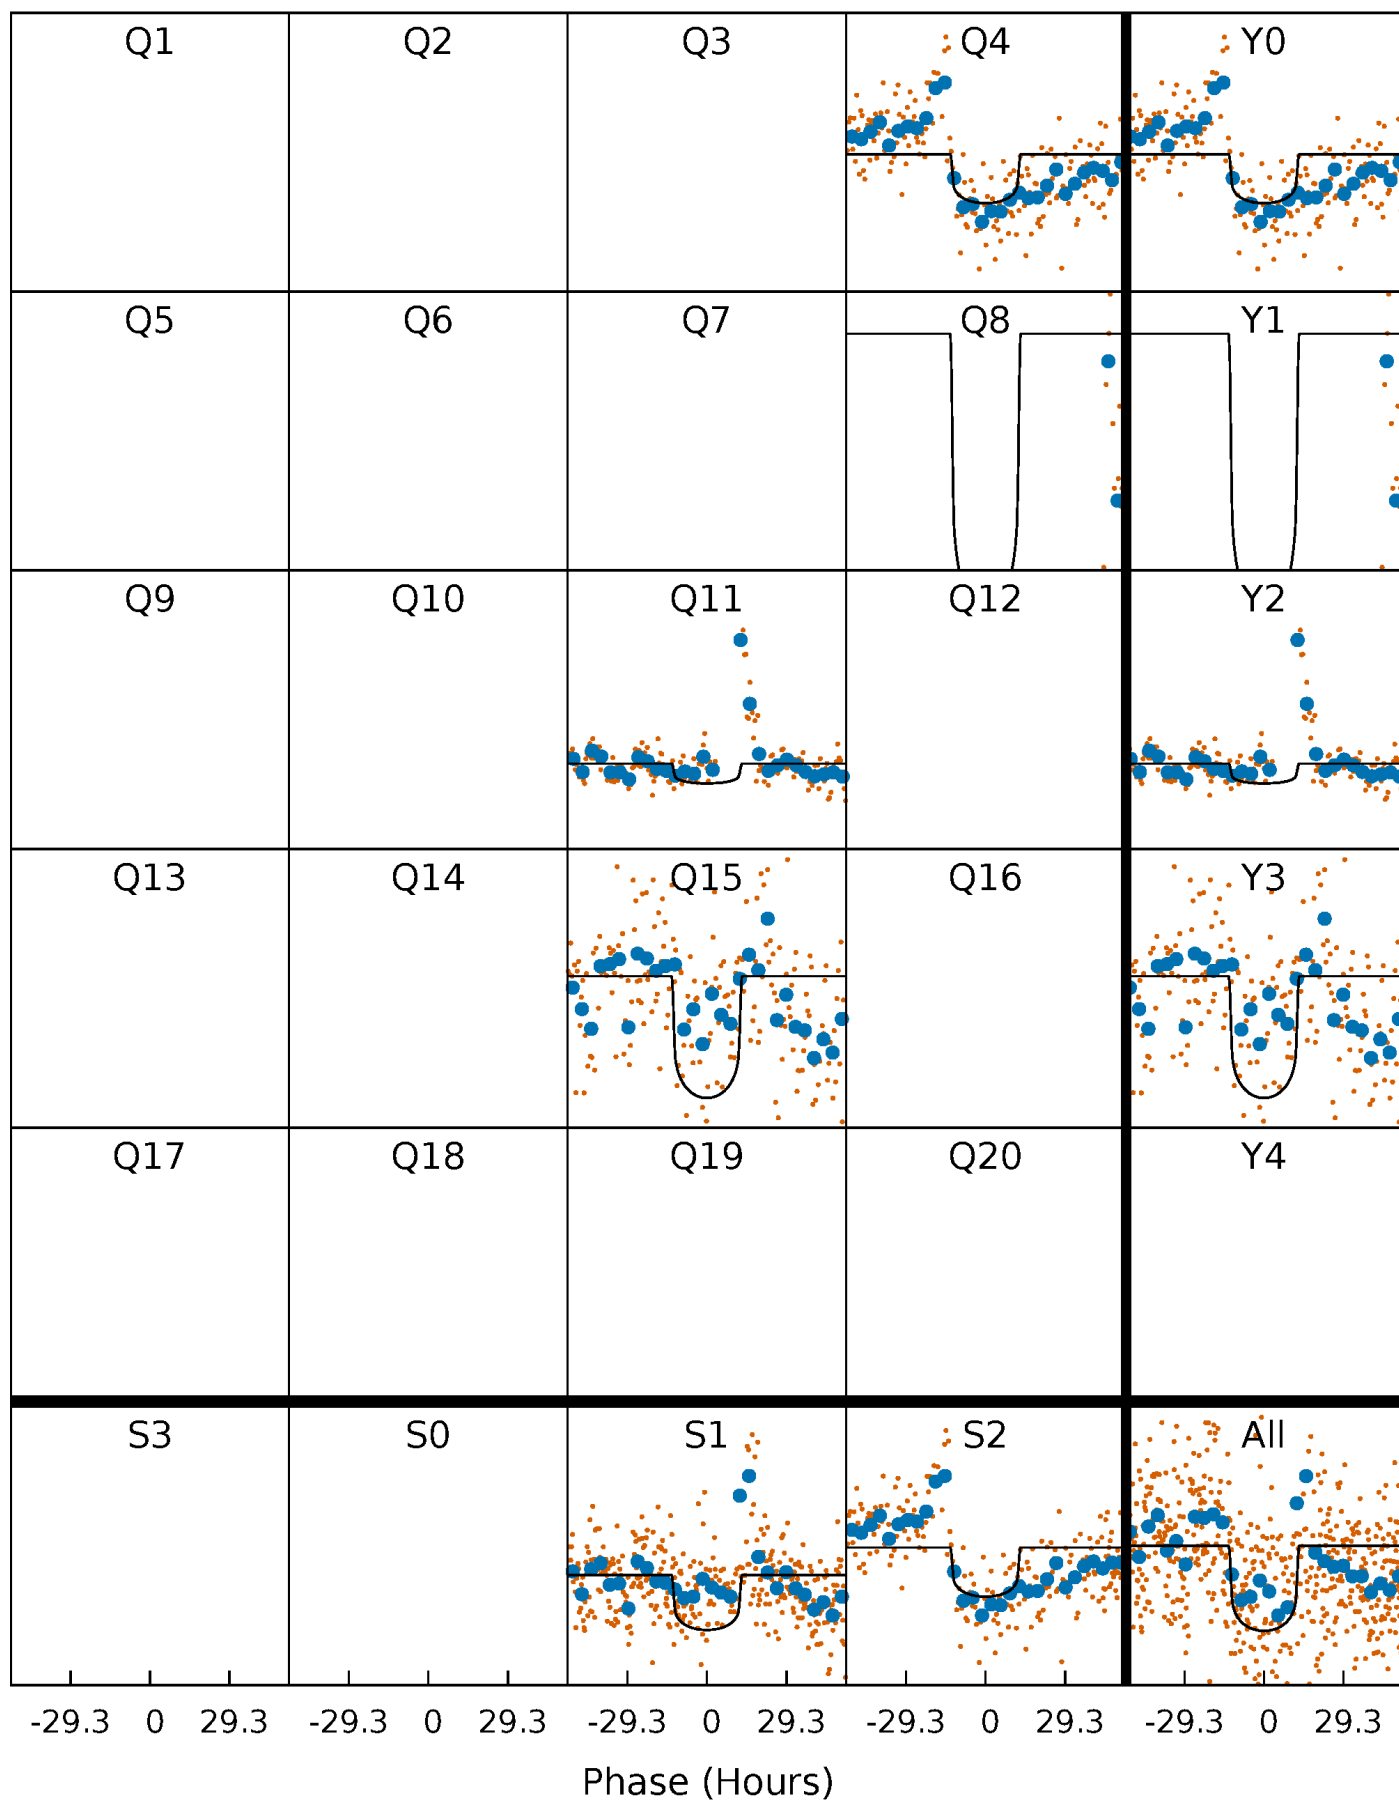 Q1 Q2 Q3 Q4 Y0
Q5 Q6 Q7 Q8 Y1
Q9 Q10 Q11 Q12 Y2
Q13 Q14 Q15 Q16 Y3
Q17 Q18 Q19 Q20 Y4
S3 S0 S1 S2 All
-29.3 0 29.3 -29.3 0 29.3 -29.3 0 29.3 -29.3 0 29.3 -29.3 0 29.3
Phase (Hours)